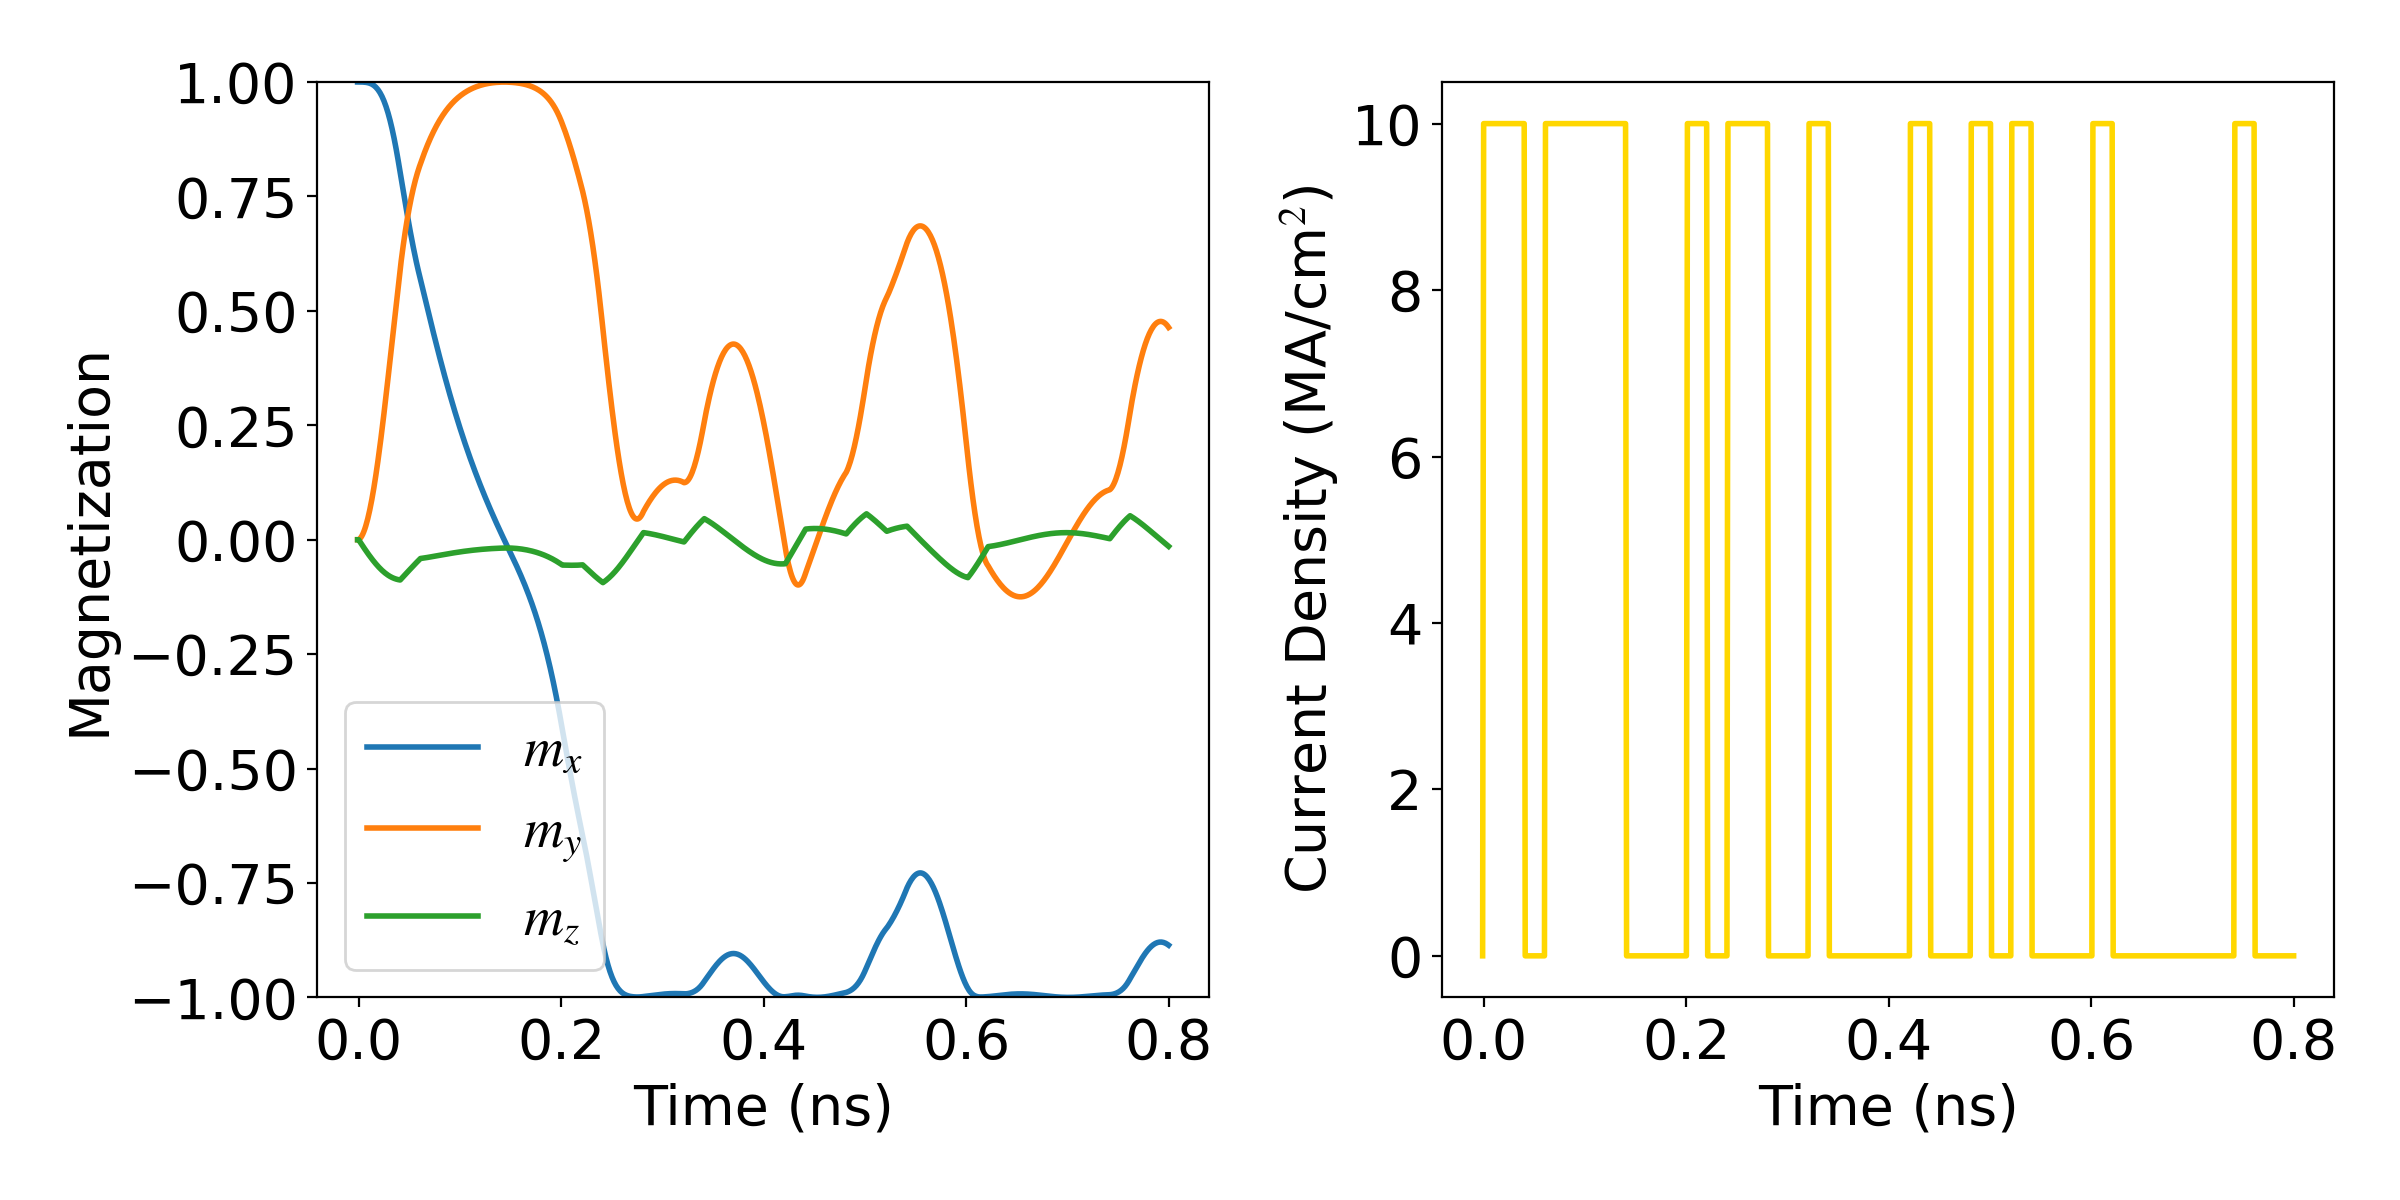 Magnetization
1.00
0.75
0.50
0.25
0.00
−0.25
−0.50
−0.75
−1.00
m_x
m_y
m_z
0.0 0.2 0.4 0.6 0.8
Time (ns)
Current Density (MA/cm²)
10
8
6
4
2
0
0.0 0.2 0.4 0.6 0.8
Time (ns)